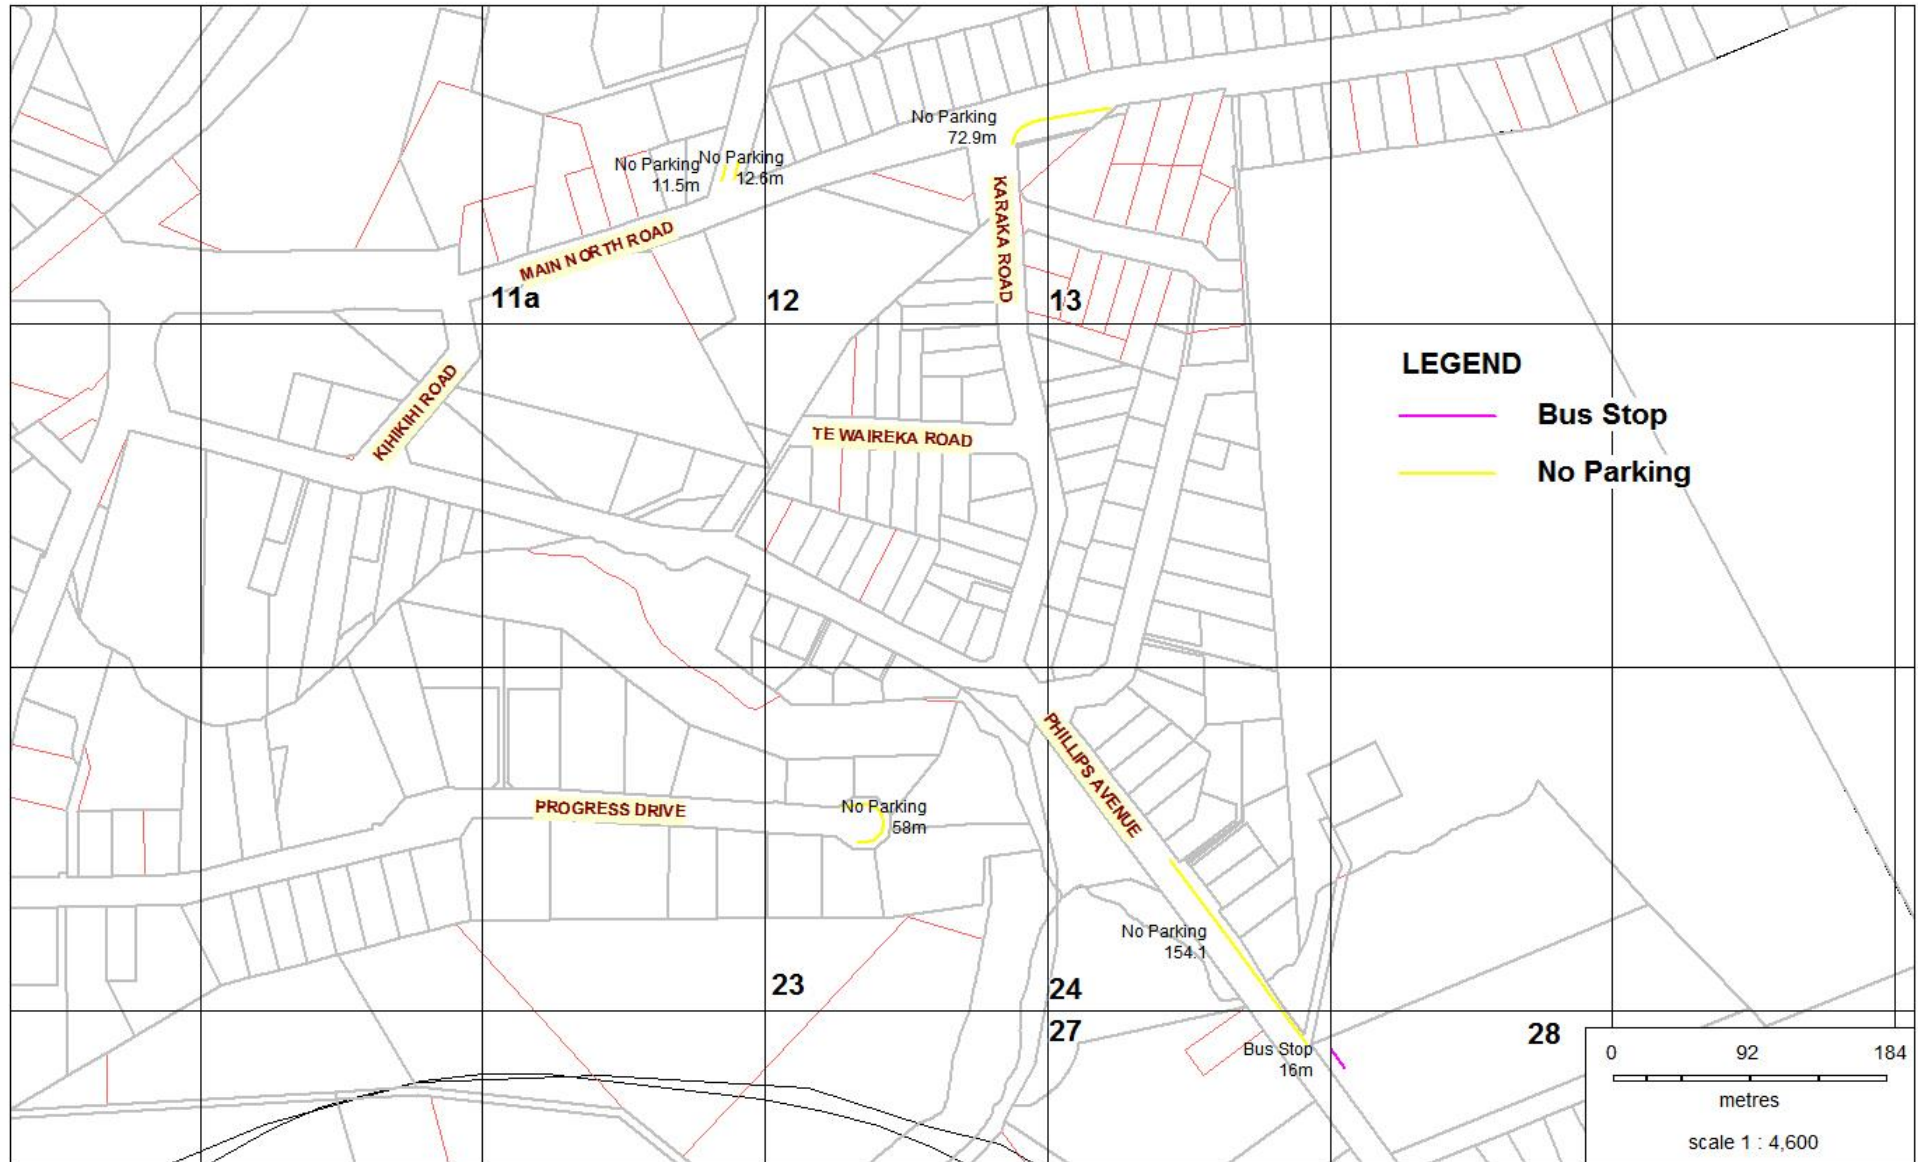 No Parking
72.9m
No Parking
11.5m
No Parking
12.6m
MAIN NORTH ROAD
KARAKA ROAD
11a
12
13
KIHIKIHI ROAD
TE WAIREKA ROAD
LEGEND
Bus Stop
No Parking
PHILLIPS AVENUE
PROGRESS DRIVE
No Parking
58m
No Parking
154.1
23
24
27
28
Bus Stop
16m
0 92 184
metres
scale 1 : 4,600